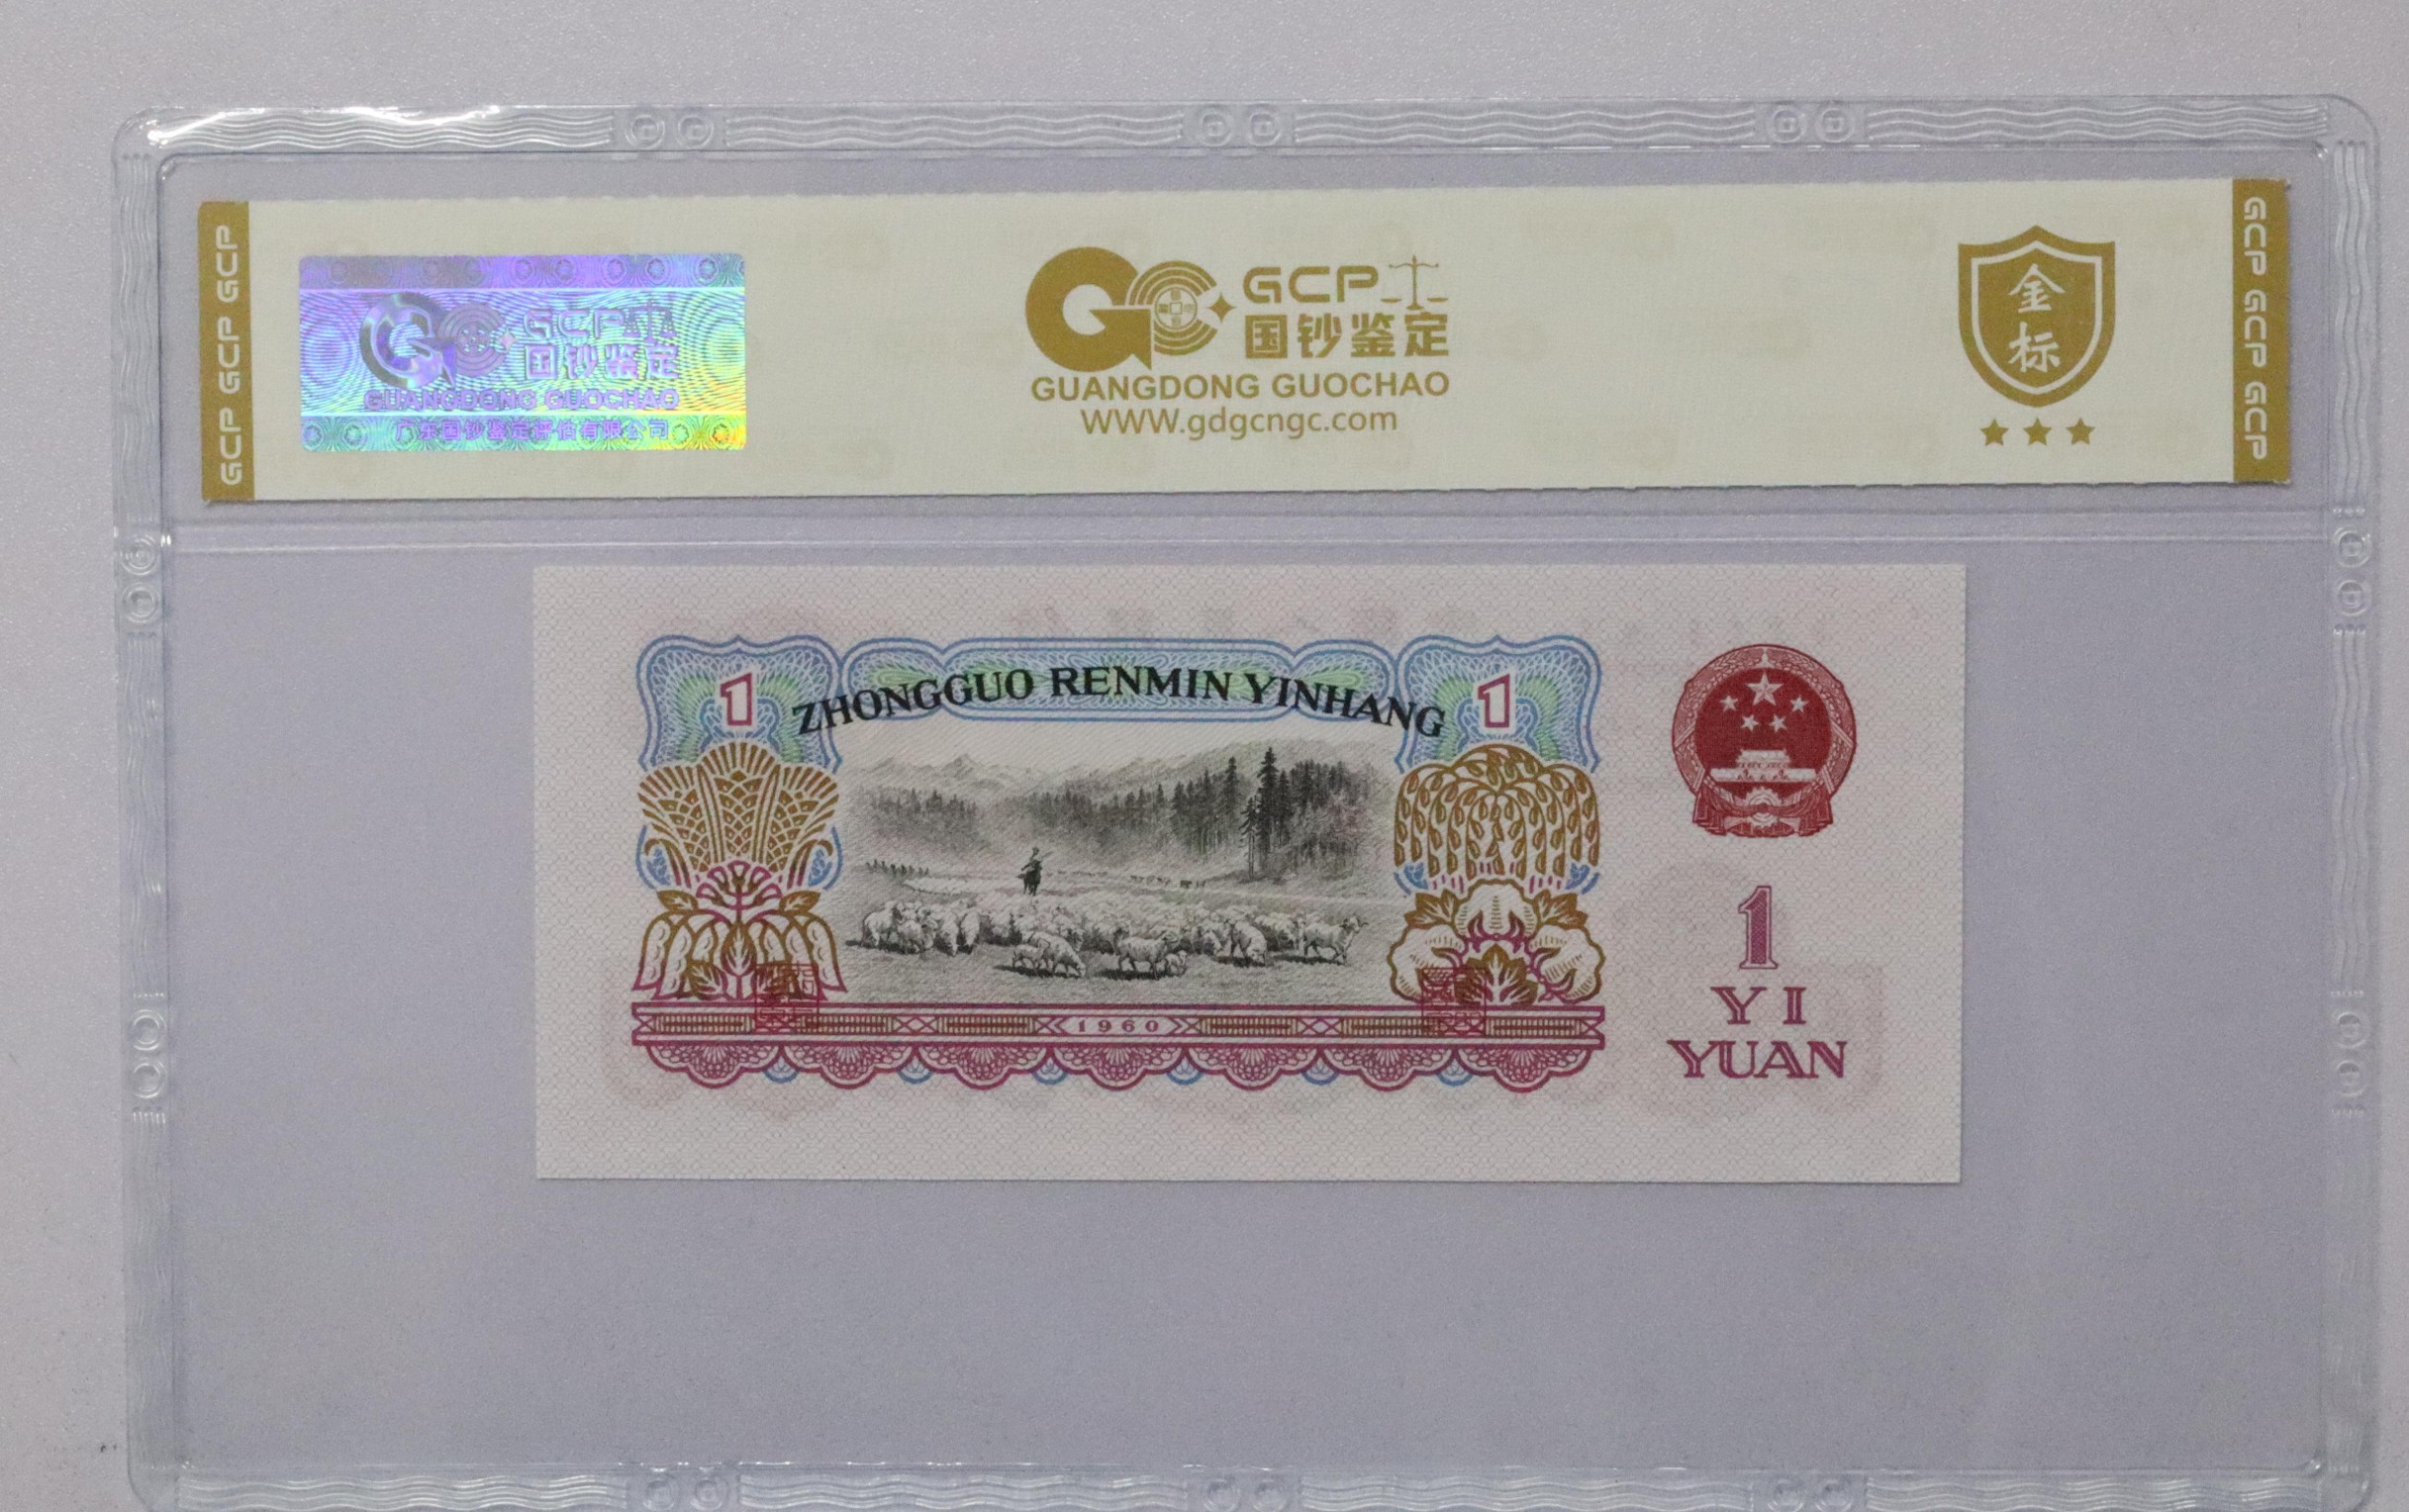 GCP GCP GCP
GCP
国钞鉴定
GUANGDONG GUOCHAO
广东国钞鉴定评估有限公司
GCP
国钞鉴定
GUANGDONG GUOCHAO
WWW.gdgcngc.com
金
标
GCP GCP GCP
1
ZHONGGUO RENMIN YINHANG
1
1960
1
YI
YUAN